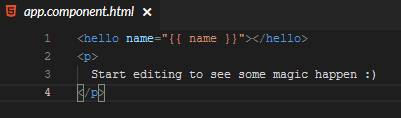 app.component.html ×
1 <hello name="{{ name }}"></hello>
2 <p>
3 Start editing to see some magic happen :)
4 </p>